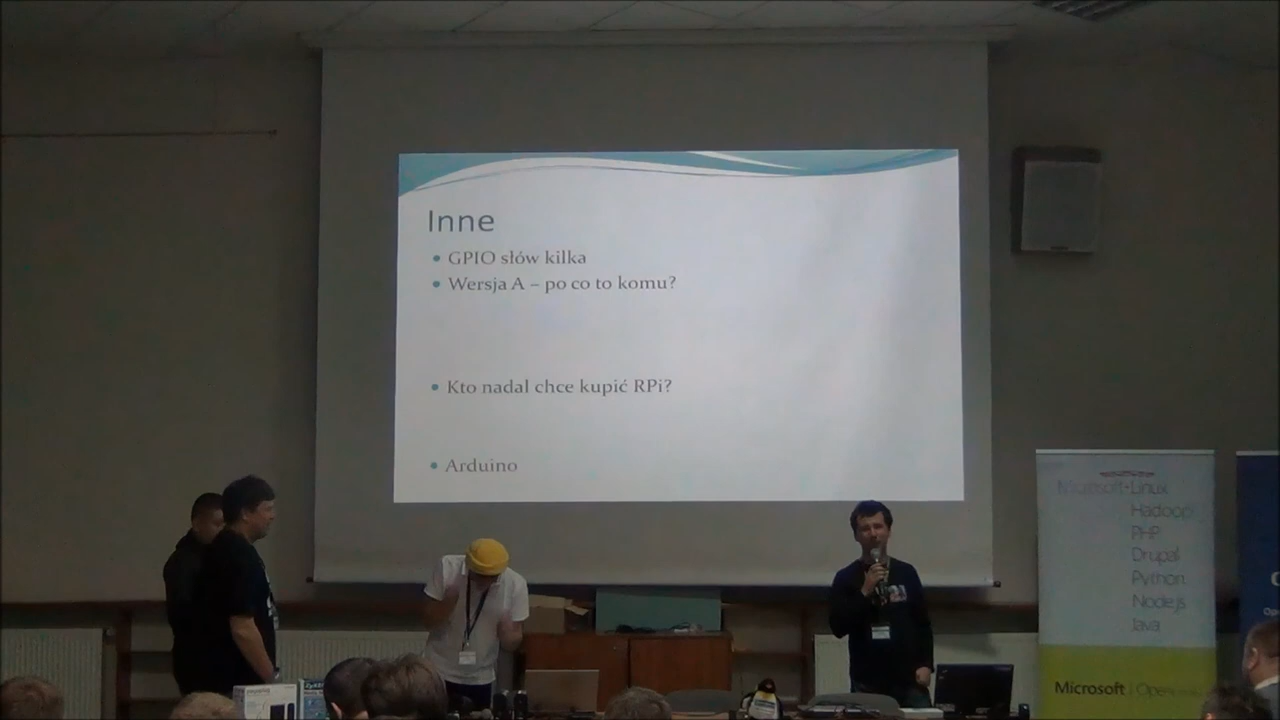 Inne
GPIO słów kilka
Wersja A – po co to komu?
Kto nadal chce kupić RPi?
Arduino
Microsoft+Linux
Hadoop
PHP
Drupal
Python
Node.js
Java
Microsoft | Open